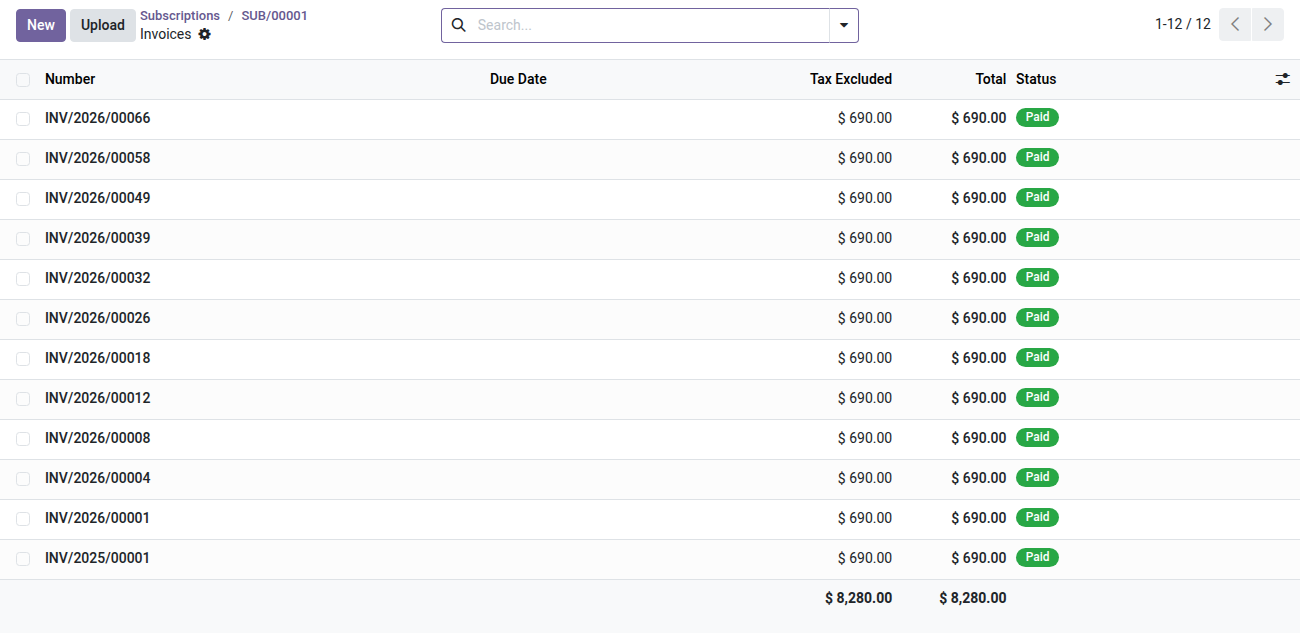 New Upload Subscriptions / SUB/00001
Invoices
Search...
1-12 / 12
Number Due Date Tax Excluded Total Status
INV/2026/00066 $ 690.00 $ 690.00 Paid
INV/2026/00058 $ 690.00 $ 690.00 Paid
INV/2026/00049 $ 690.00 $ 690.00 Paid
INV/2026/00039 $ 690.00 $ 690.00 Paid
INV/2026/00032 $ 690.00 $ 690.00 Paid
INV/2026/00026 $ 690.00 $ 690.00 Paid
INV/2026/00018 $ 690.00 $ 690.00 Paid
INV/2026/00012 $ 690.00 $ 690.00 Paid
INV/2026/00008 $ 690.00 $ 690.00 Paid
INV/2026/00004 $ 690.00 $ 690.00 Paid
INV/2026/00001 $ 690.00 $ 690.00 Paid
INV/2025/00001 $ 690.00 $ 690.00 Paid
$ 8,280.00 $ 8,280.00